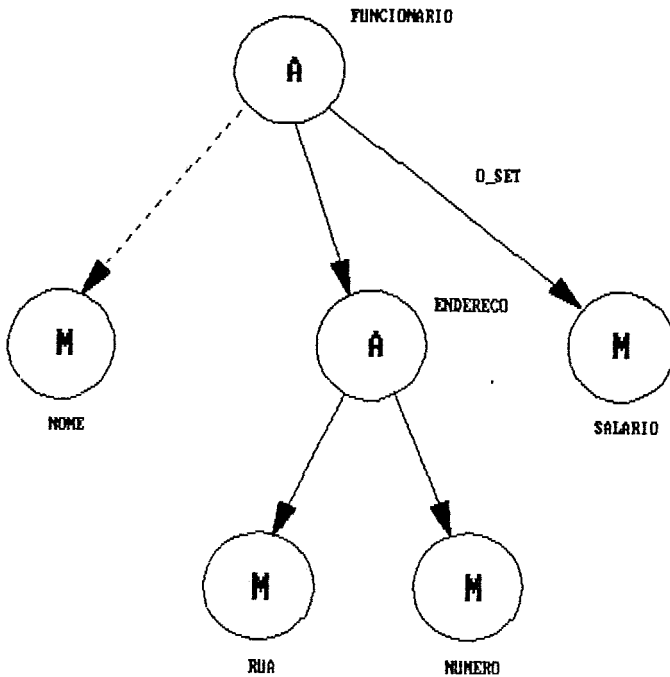 FUNCIONARIO
A
O_SET
M
A
ENDERECO
M
NOME
SALARIO
M
M
RUA
NUMERO